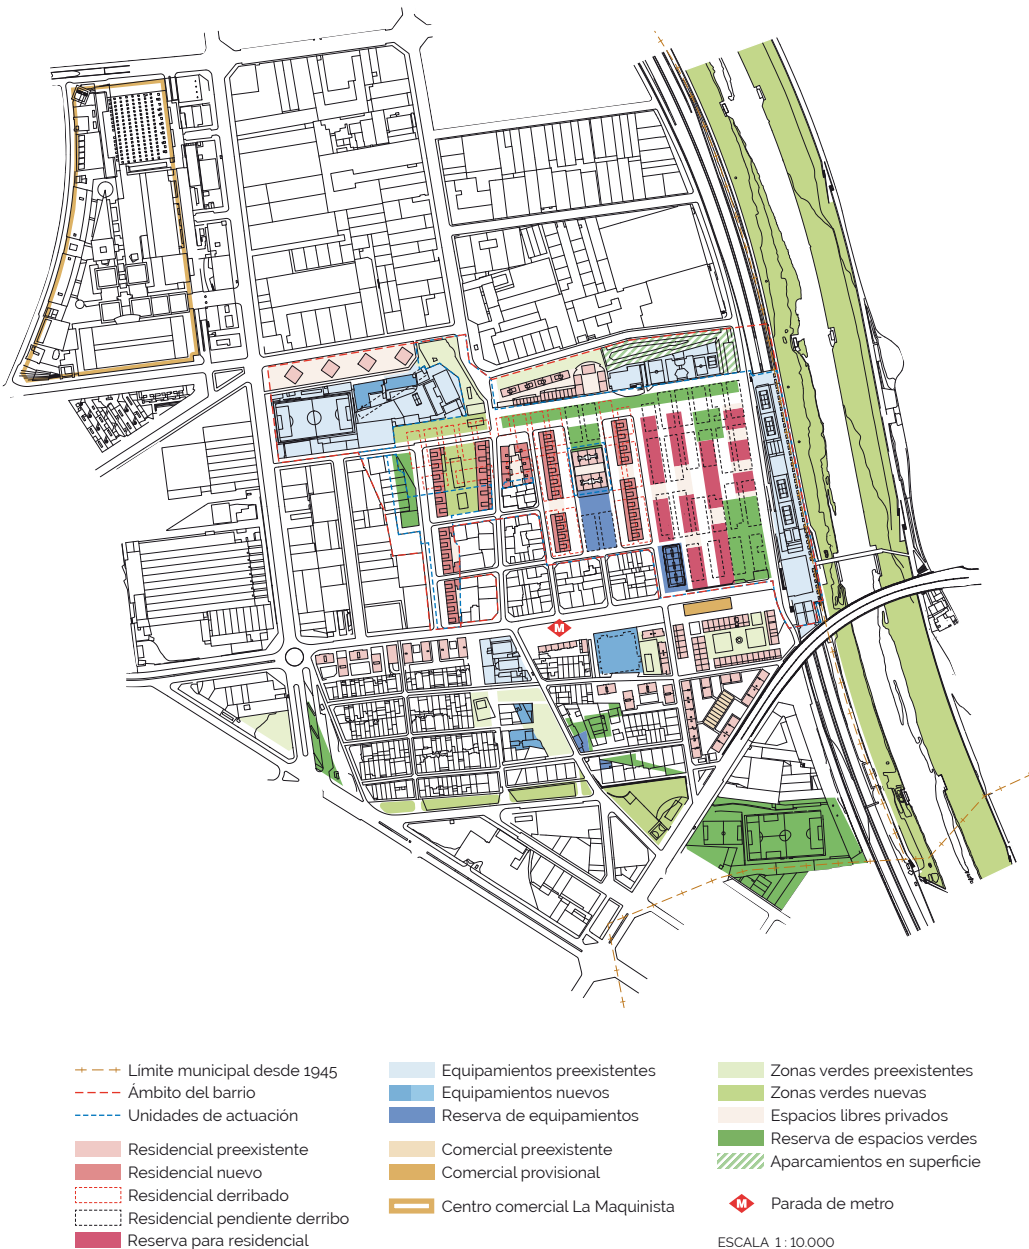 M
Límite municipal desde 1945
Ámbito del barrio
Unidades de actuación
Residencial preexistente
Residencial nuevo
Residencial derribado
Residencial pendiente derribo
Reserva para residencial
Equipamientos preexistentes
Equipamientos nuevos
Reserva de equipamientos
Comercial preexistente
Comercial provisional
Centro comercial La Maquinista
Zonas verdes preexistentes
Zonas verdes nuevas
Espacios libres privados
Reserva de espacios verdes
Aparcamientos en superficie
M Parada de metro
ESCALA 1 : 10.000